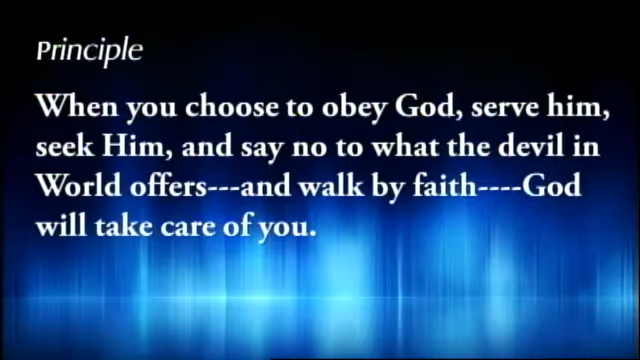 Principle
When you choose to obey God, serve him,
seek Him, and say no to what the devil in
World offers---and walk by faith----God
will take care of you.